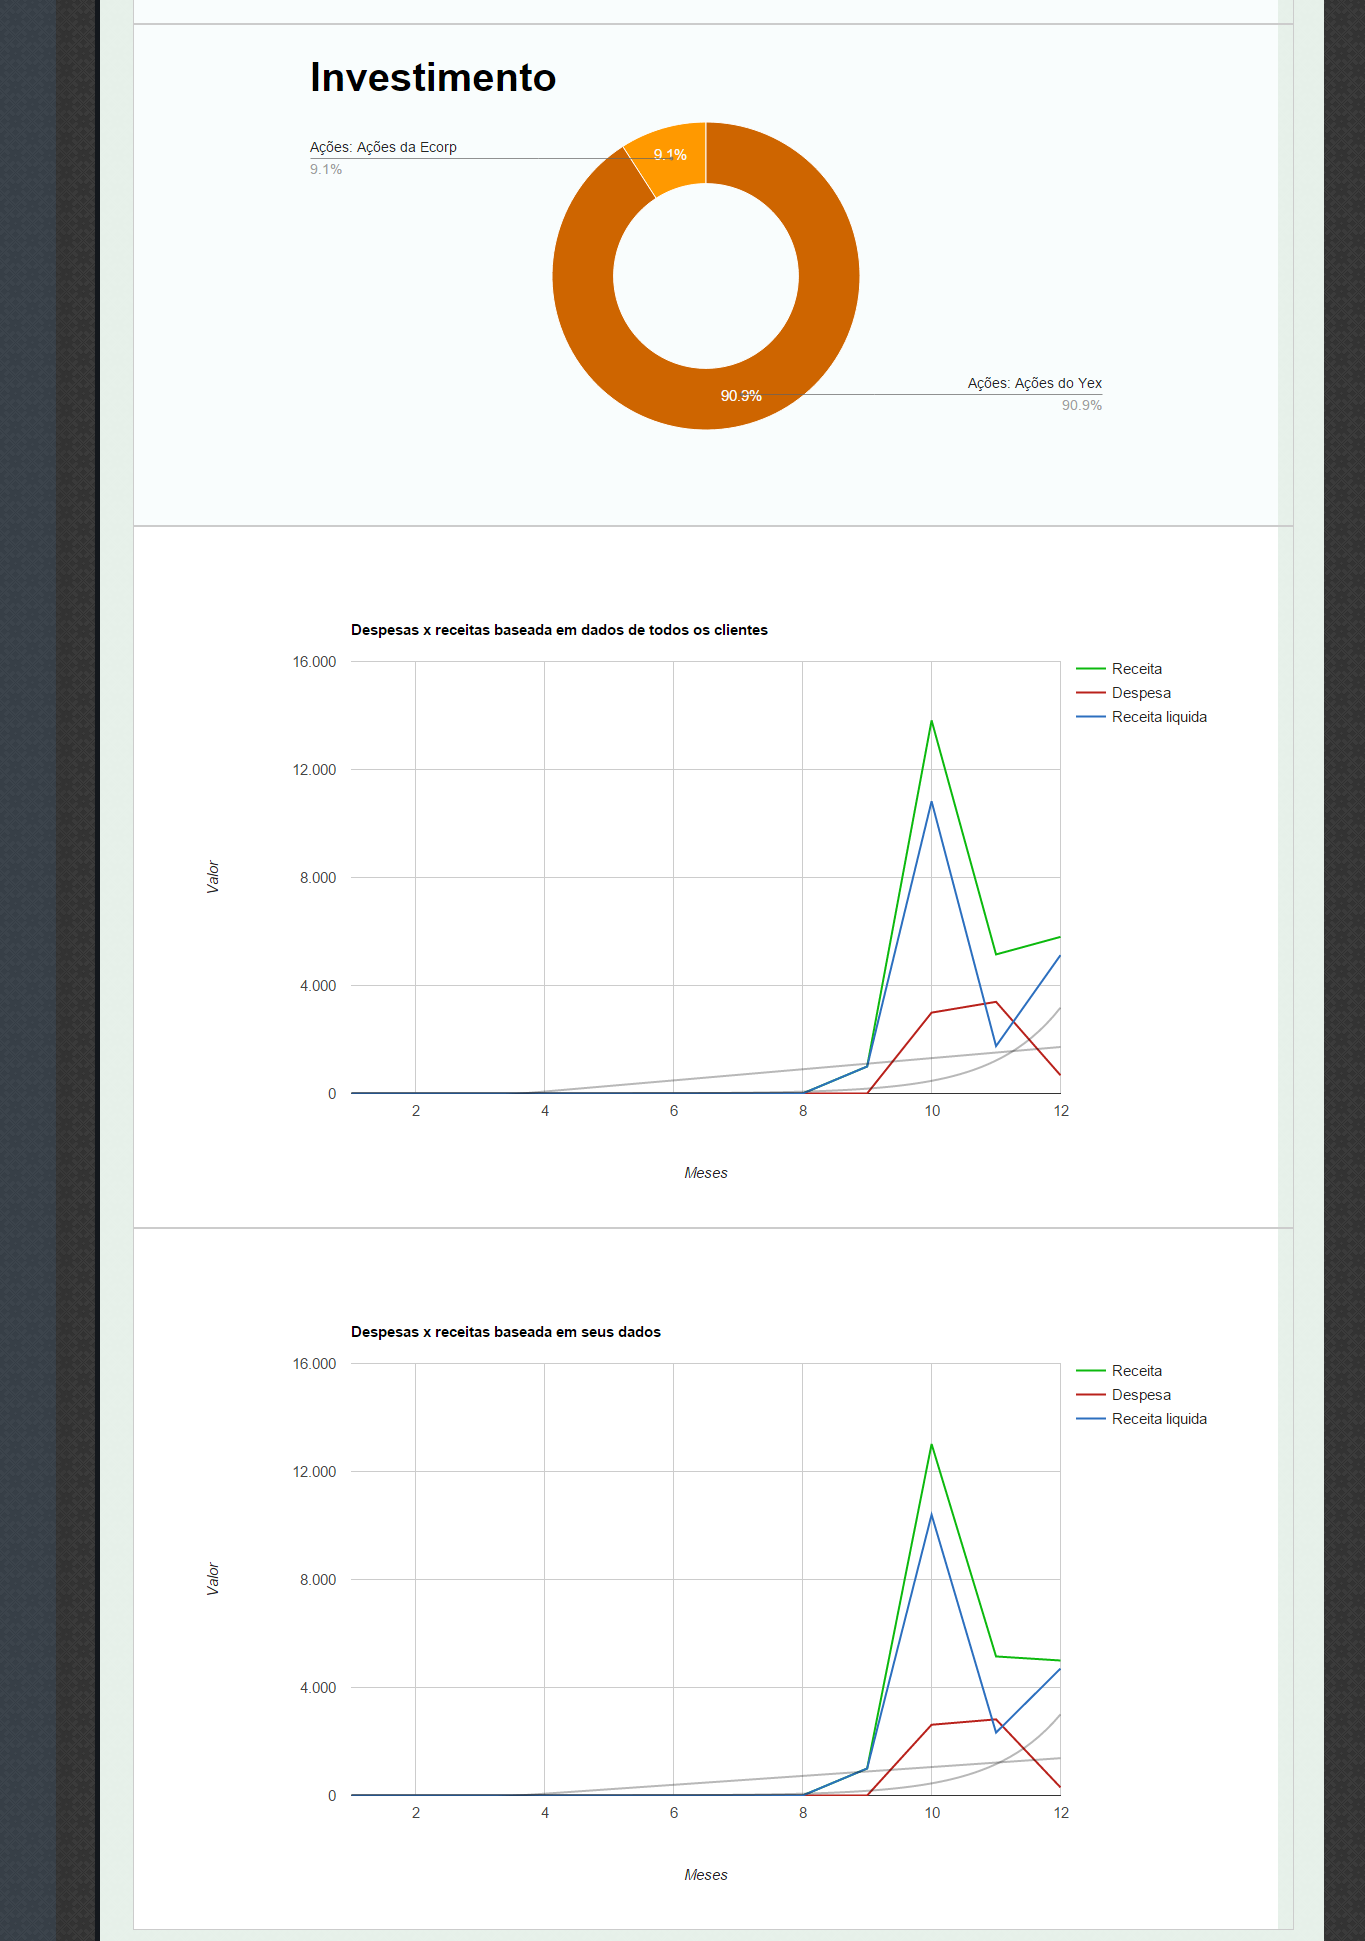 Investimento
Ações: Ações da Ecorp
9.1%
9.1%
90.9%
Ações: Ações do Yex
90.9%
Despesas x receitas baseada em dados de todos os clientes
16.000
12.000
8.000
4.000
0
Valor
2 4 6 8 10 12
Meses
Receita
Despesa
Receita liquida
Despesas x receitas baseada em seus dados
16.000
12.000
8.000
4.000
0
Valor
2 4 6 8 10 12
Meses
Receita
Despesa
Receita liquida